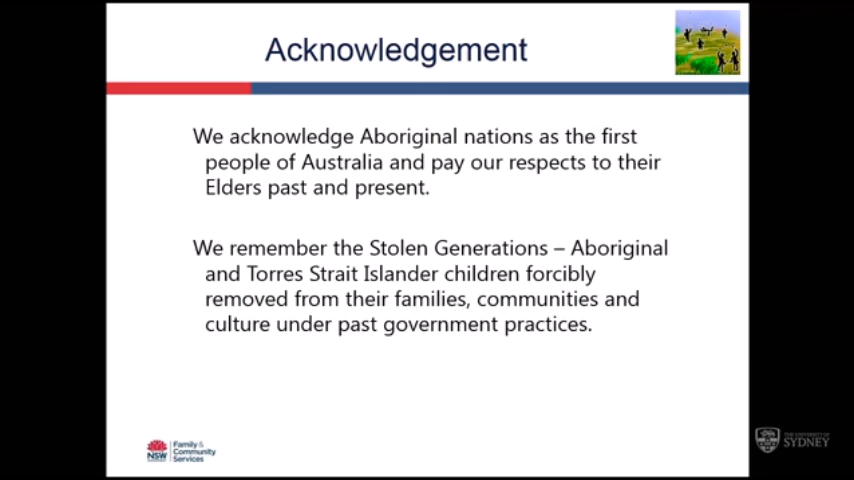 Acknowledgement
We acknowledge Aboriginal nations as the first
people of Australia and pay our respects to their
Elders past and present.
We remember the Stolen Generations – Aboriginal
and Torres Strait Islander children forcibly
removed from their families, communities and
culture under past government practices.
NSW
Family &
Community
Services
THE UNIVERSITY OF
SYDNEY